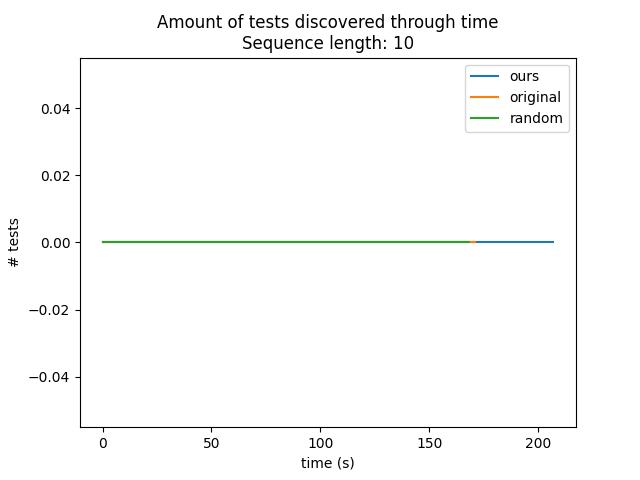 Amount of tests discovered through time
Sequence length: 10
ours
original
random
0.04
0.02
0.00
−0.02
−0.04
# tests
0
50
100
150
200
time (s)